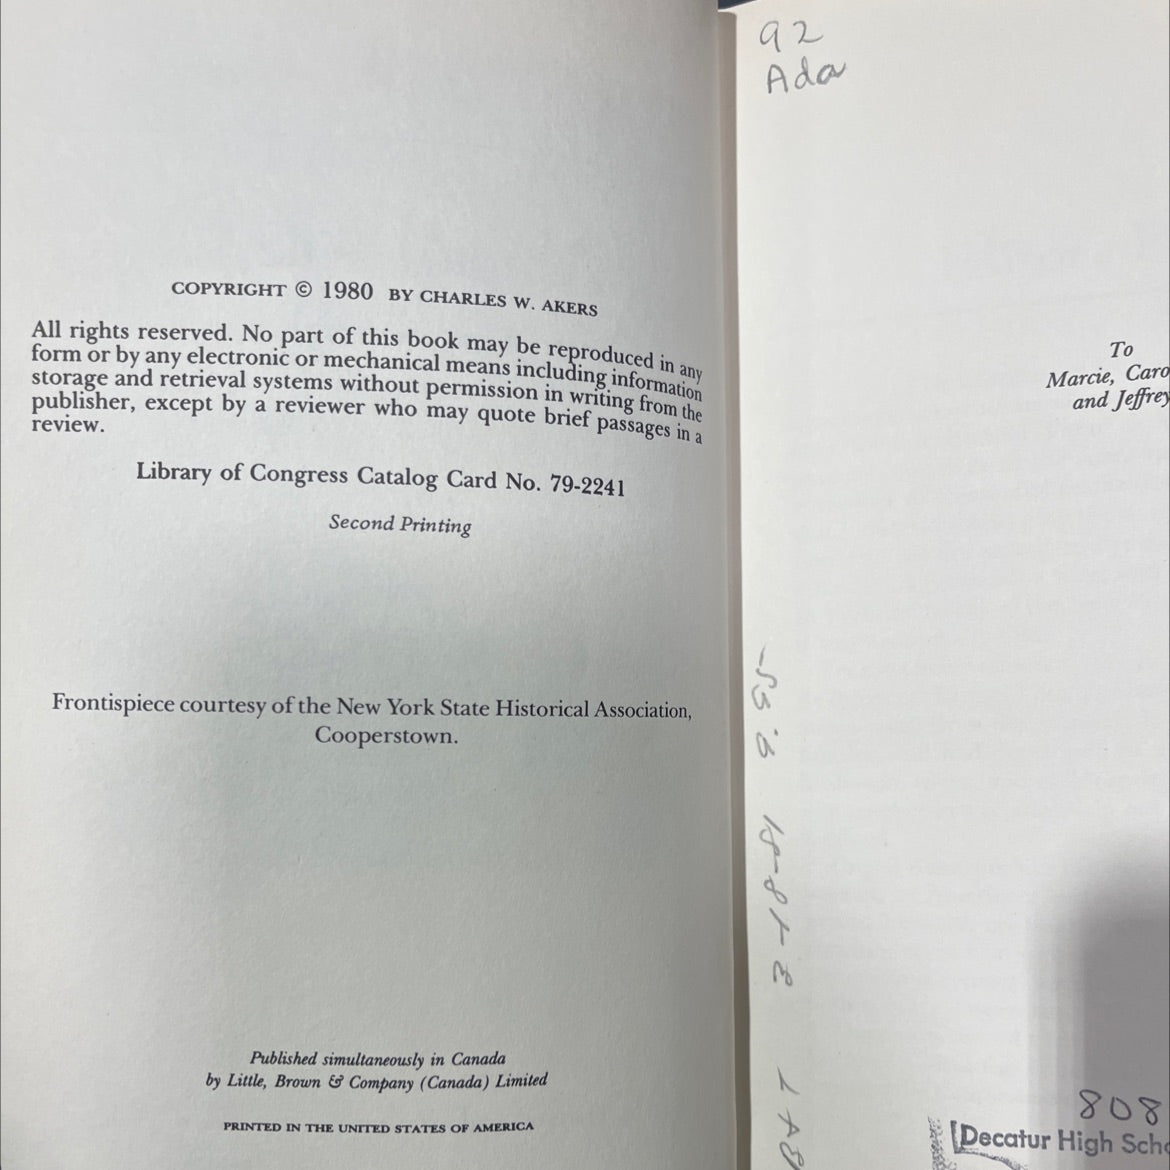 COPYRIGHT © 1980 BY CHARLES W. AKERS
All rights reserved. No part of this book may be reproduced in any
form or by any electronic or mechanical means including information
storage and retrieval systems without permission in writing from the
publisher, except by a reviewer who may quote brief passages in a
review.
Library of Congress Catalog Card No. 79-2241
Second Printing
Frontispiece courtesy of the New York State Historical Association,
Cooperstown.
Published simultaneously in Canada
by Little, Brown & Company (Canada) Limited
PRINTED IN THE UNITED STATES OF AMERICA
92
Ada
To
Marcie, Caro
and Jeffrey
808
Decatur High Scho